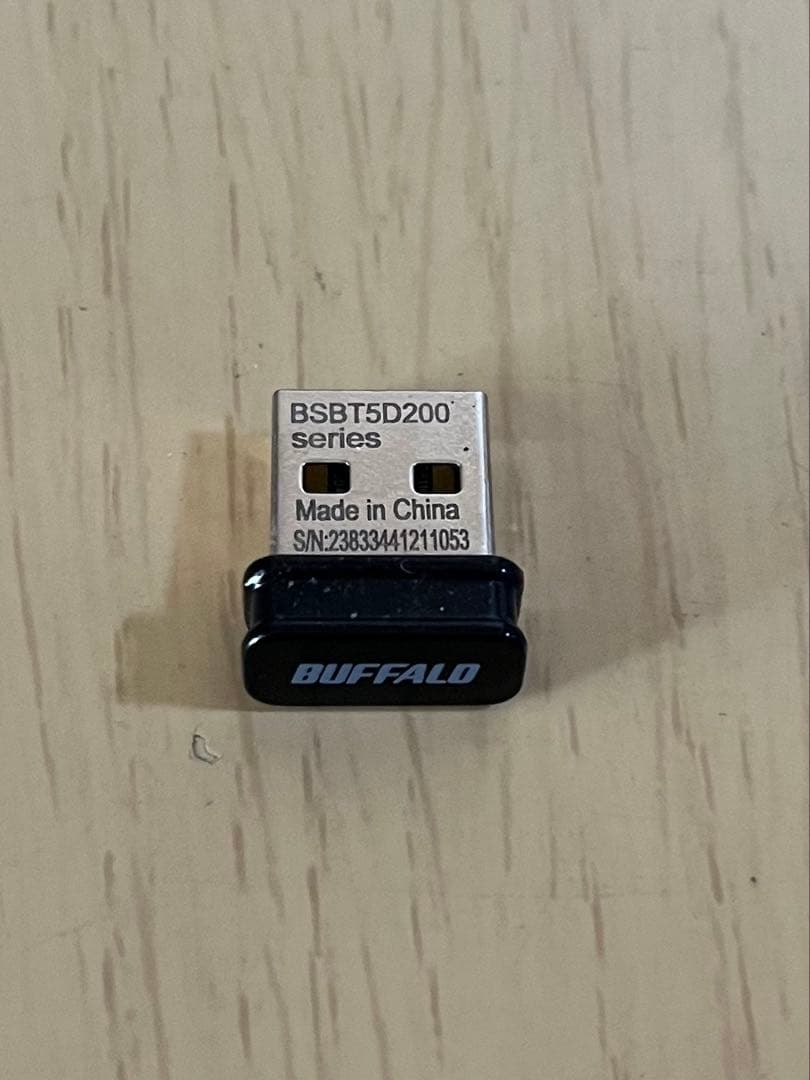 BSBT5D200
series
Made in China
S/N:23833441211053
BUFFALO